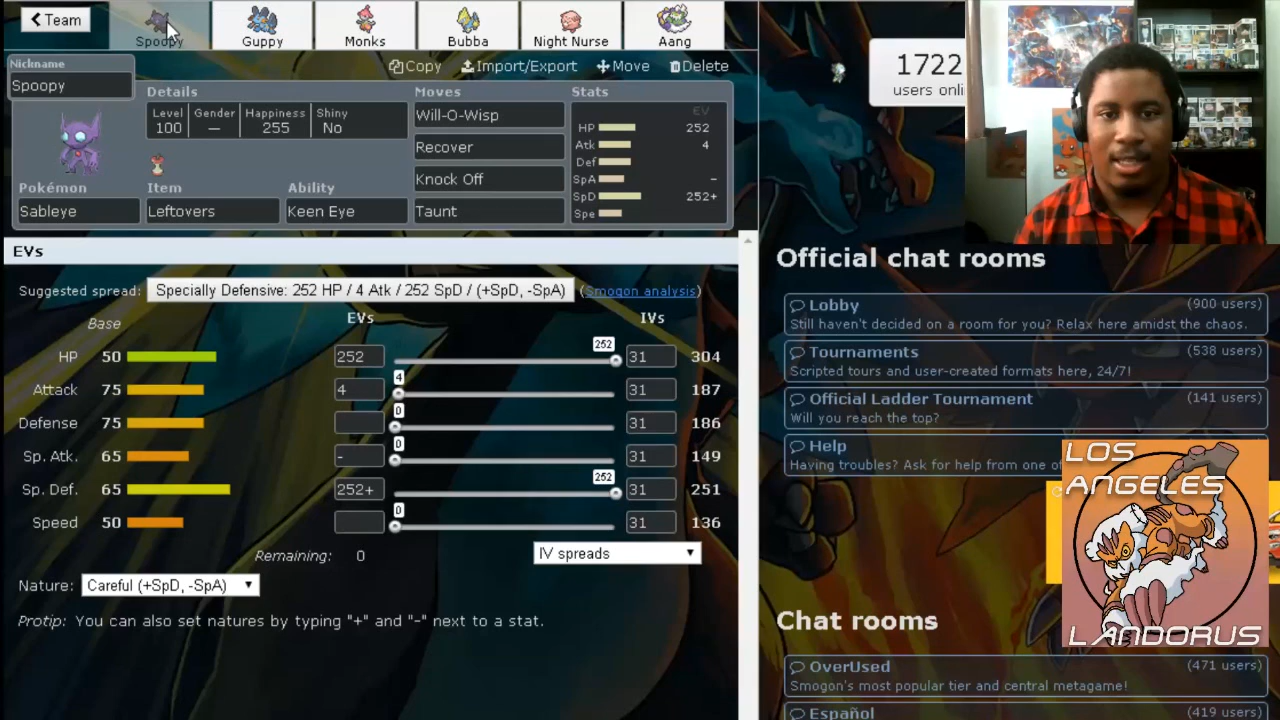 Team
Spoopy
Guppy
Monks
Bubba
Night Nurse
Aang
Copy
Import/Export
Move
Delete
Nickname
Spoopy
Details
Level
100
Gender
—
Happiness
255
Shiny
No
Pokémon
Sableye
Item
Leftovers
Ability
Keen Eye
Moves
Will-O-Wisp
Recover
Knock Off
Taunt
Stats
EV
HP 252
Atk 4
Def
SpA -
SpD 252+
Spe
EVs
Suggested spread: Specially Defensive: 252 HP / 4 Atk / 252 SpD / (+SpD, -SpA) (Smogon analysis)
Base EVs IVs
HP 50 252 252 31 304
Attack 75 4 4 31 187
Defense 75 0 31 186
Sp. Atk. 65 - 0 31 149
Sp. Def. 65 252+ 252 31 251
Speed 50 0 31 136
Remaining: 0
IV spreads
Nature: Careful (+SpD, -SpA)
Protip: You can also set natures by typing "+" and "-" next to a stat.
1722
users onli
Official chat rooms
Lobby (900 users)
Still haven't decided on a room for you? Relax here amidst the chaos.
Tournaments (538 users)
Scripted tours and user-created formats here, 24/7!
Official Ladder Tournament (141 users)
Will you reach the top?
Help
Having troubles? Ask for help from one of
LOS
ANGELES
LANDORUS
Chat rooms
OverUsed (471 users)
Smogon's most popular tier and central metagame!
Español (419 users)